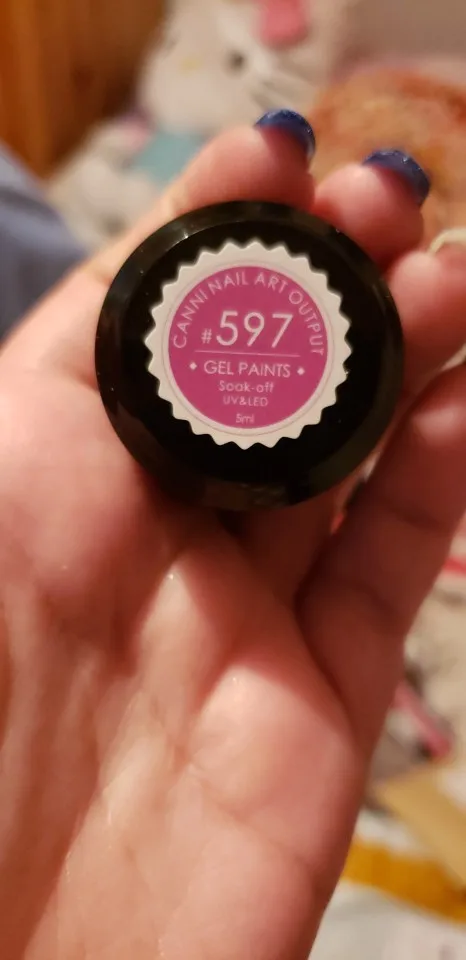 CANNI NAIL ART OUTPUT
#597
• GEL PAINTS •
Soak-off
UV&LED
5ml